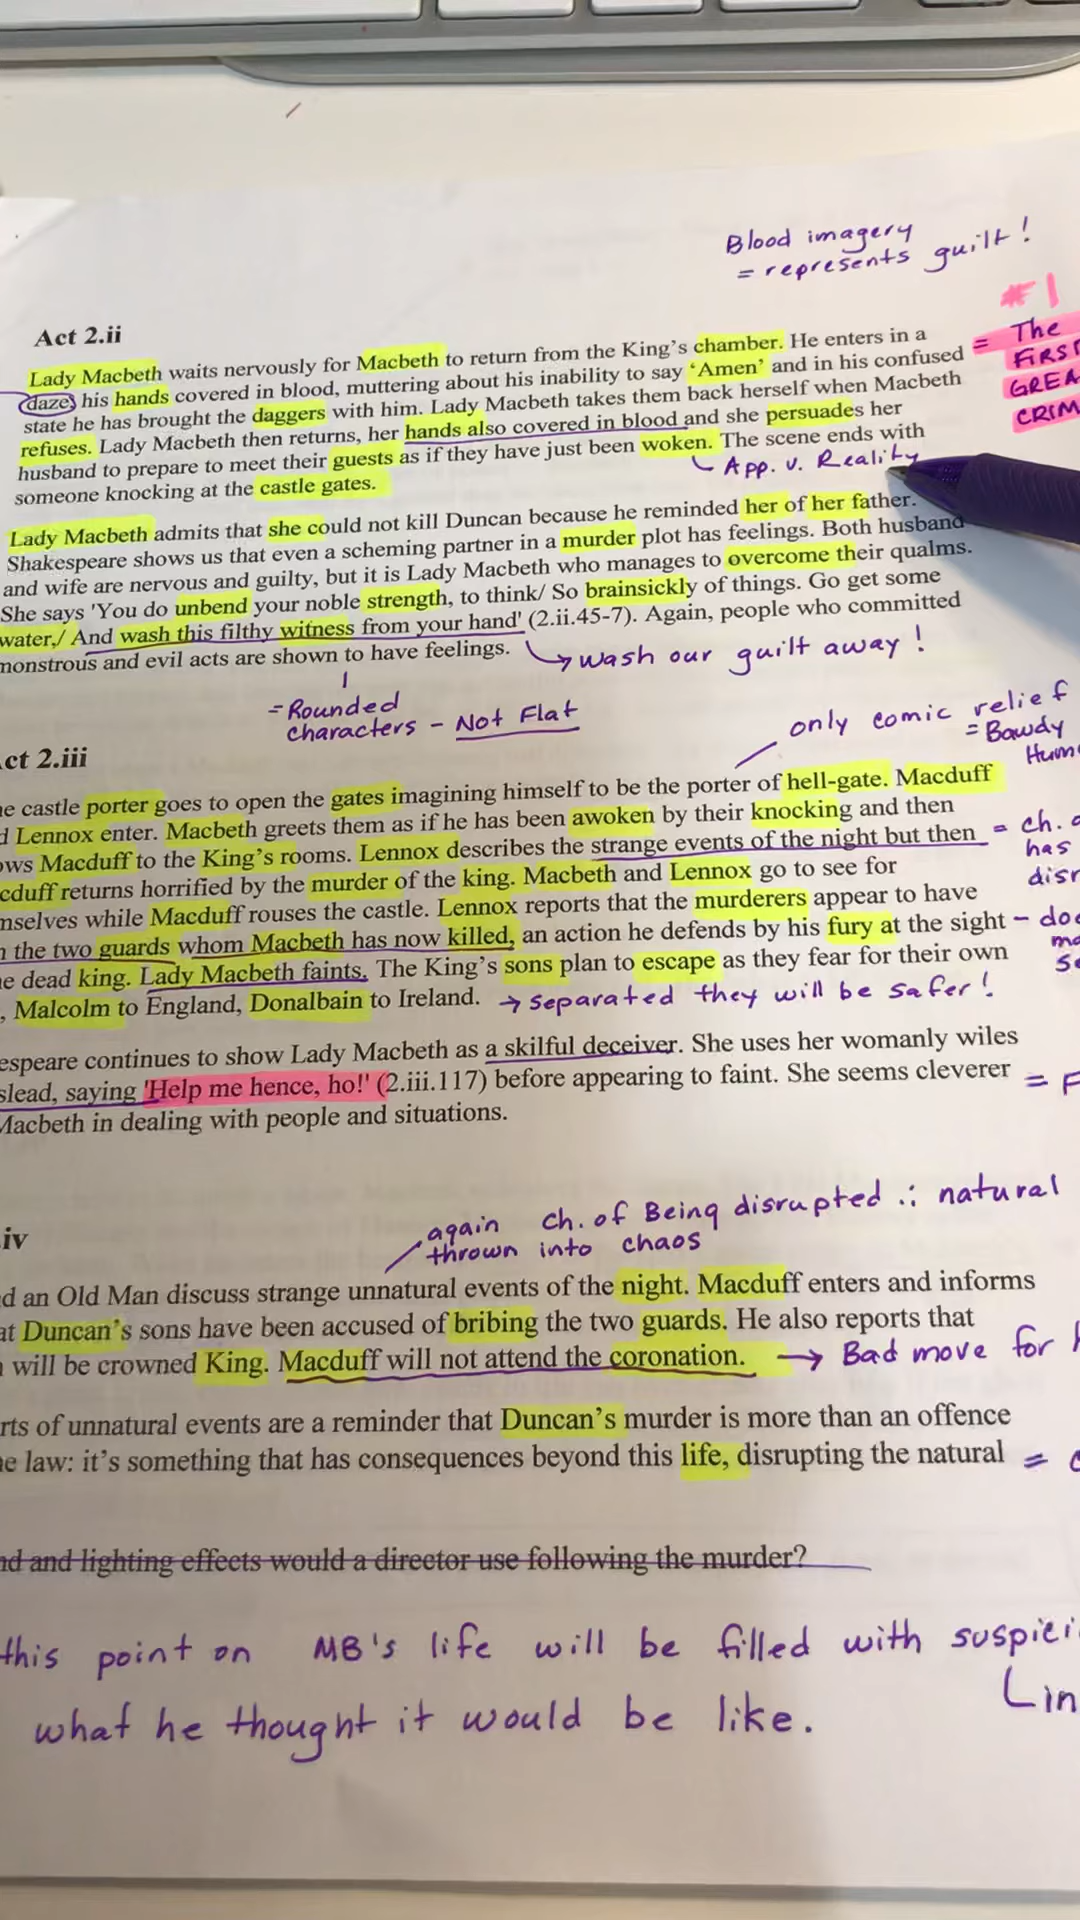 Blood imagery
= represents guilt!
#1
= The
FIRST
GREA
CRIM
Act 2.ii
Lady Macbeth waits nervously for Macbeth to return from the King's chamber. He enters in a
daze, his hands covered in blood, muttering about his inability to say 'Amen' and in his confused
state he has brought the daggers with him. Lady Macbeth takes them back herself when Macbeth
refuses. Lady Macbeth then returns, her hands also covered in blood and she persuades her
husband to prepare to meet their guests as if they have just been woken. The scene ends with
someone knocking at the castle gates.
App. v. Reality
Lady Macbeth admits that she could not kill Duncan because he reminded her of her father.
Shakespeare shows us that even a scheming partner in a murder plot has feelings. Both husband
and wife are nervous and guilty, but it is Lady Macbeth who manages to overcome their qualms.
She says 'You do unbend your noble strength, to think/ So brainsickly of things. Go get some
water,/ And wash this filthy witness from your hand' (2.ii.45-7). Again, people who committed
monstrous and evil acts are shown to have feelings.
→ wash our guilt away!
= Rounded
characters - Not Flat
only comic relief
= Bawdy
Hum
ct 2.iii
e castle porter goes to open the gates imagining himself to be the porter of hell-gate. Macduff
d Lennox enter. Macbeth greets them as if he has been awoken by their knocking and then
ows Macduff to the King's rooms. Lennox describes the strange events of the night but then
cduff returns horrified by the murder of the king. Macbeth and Lennox go to see for
mselves while Macduff rouses the castle. Lennox reports that the murderers appear to have
n the two guards whom Macbeth has now killed, an action he defends by his fury at the sight
e dead king. Lady Macbeth faints. The King's sons plan to escape as they fear for their own
, Malcolm to England, Donalbain to Ireland.
= ch. o
has
disr
- do
→ separated they will be safer!
espeare continues to show Lady Macbeth as a skilful deceiver. She uses her womanly wiles
slead, saying 'Help me hence, ho!' (2.iii.117) before appearing to faint. She seems cleverer
Macbeth in dealing with people and situations.
= F
again ch. of Being disrupted ∴ natural
thrown into chaos
iv
d an Old Man discuss strange unnatural events of the night. Macduff enters and informs
at Duncan's sons have been accused of bribing the two guards. He also reports that
will be crowned King. Macduff will not attend the coronation.
→ Bad move for h
rts of unnatural events are a reminder that Duncan's murder is more than an offence
e law: it's something that has consequences beyond this life, disrupting the natural
nd and lighting effects would a director use following the murder?
this point on MB's life will be filled with suspici
what he thought it would be like.
Lin